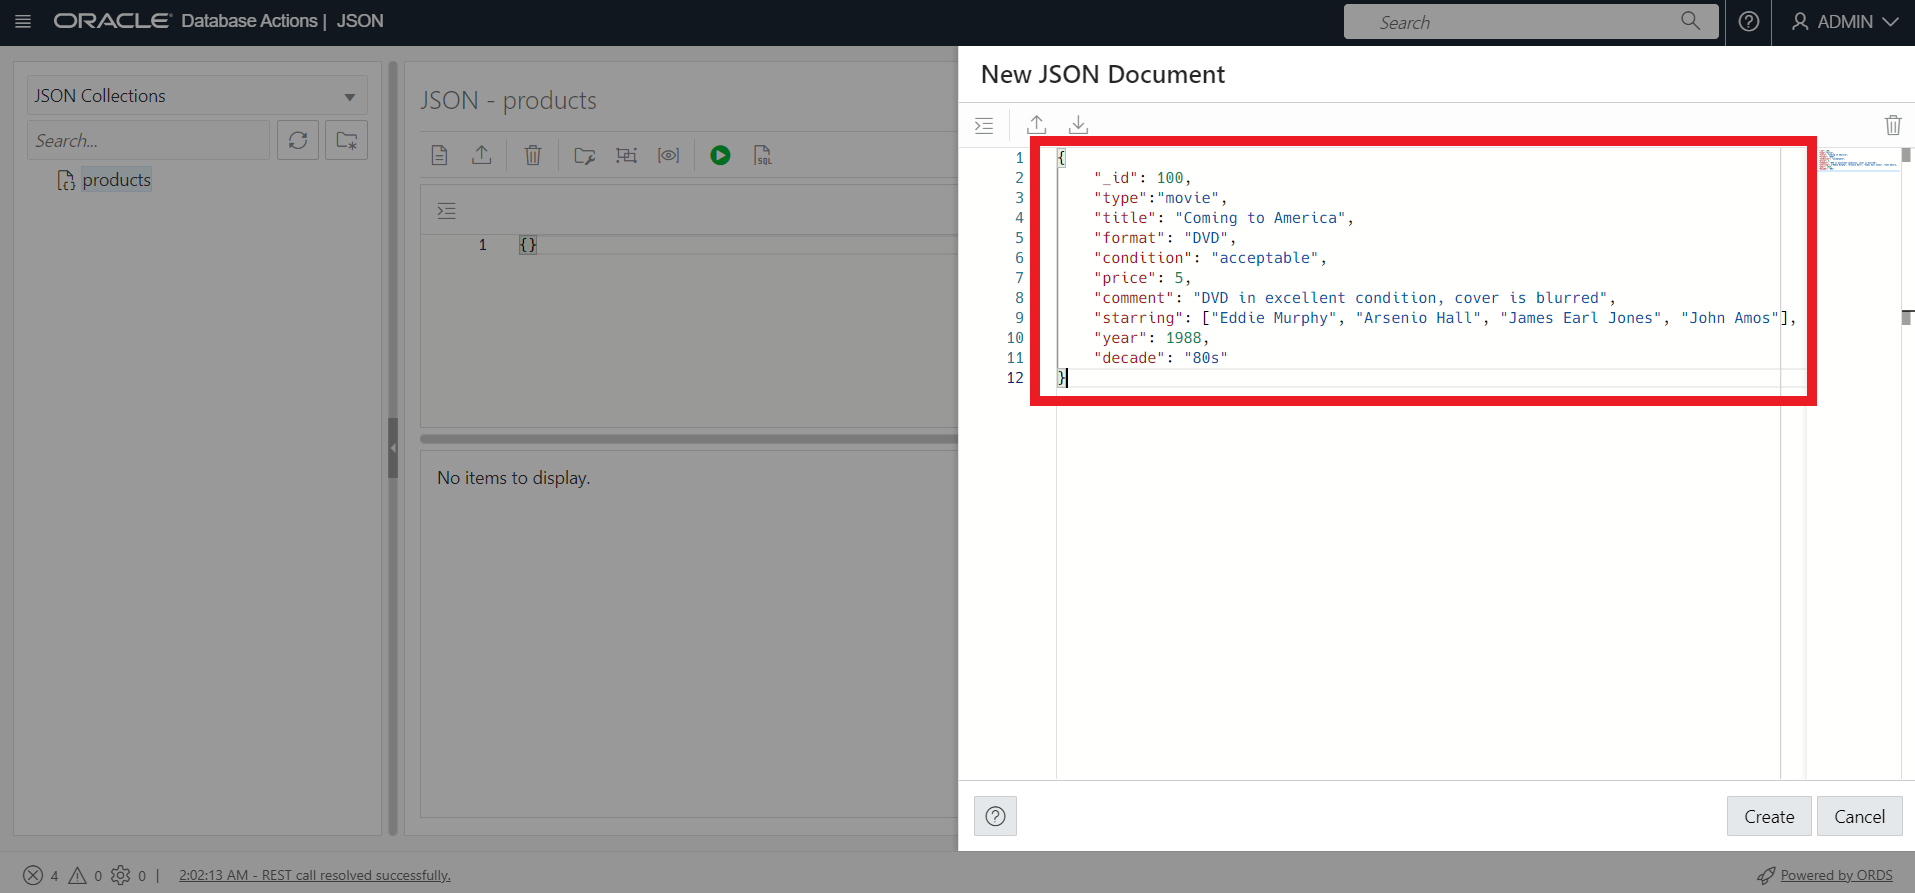 ORACLE Database Actions | JSON
Search
ADMIN
JSON Collections
Search...
products
JSON - products
1 {}
No items to display.
New JSON Document
1 {
2 "_id": 100,
3 "type":"movie",
4 "title": "Coming to America",
5 "format": "DVD",
6 "condition": "acceptable",
7 "price": 5,
8 "comment": "DVD in excellent condition, cover is blurred",
9 "starring": ["Eddie Murphy", "Arsenio Hall", "James Earl Jones", "John Amos"],
10 "year": 1988,
11 "decade": "80s"
12 }
Create Cancel
4 0 0 | 2:02:13 AM - REST call resolved successfully.
Powered by ORDS